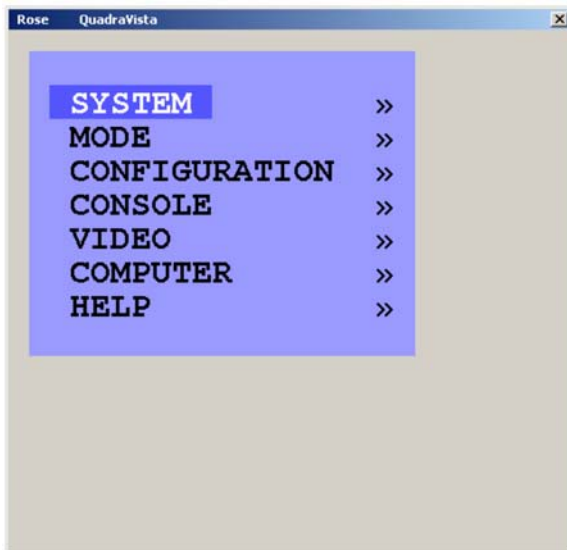 Rose QuadraVista
SYSTEM »
MODE »
CONFIGURATION »
CONSOLE »
VIDEO »
COMPUTER »
HELP »